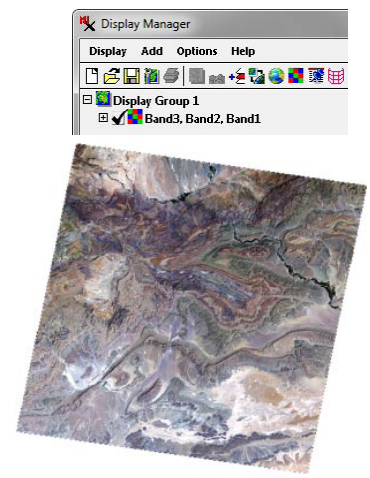 Display Manager
Display Add Options Help
Display Group 1
Band3, Band2, Band1